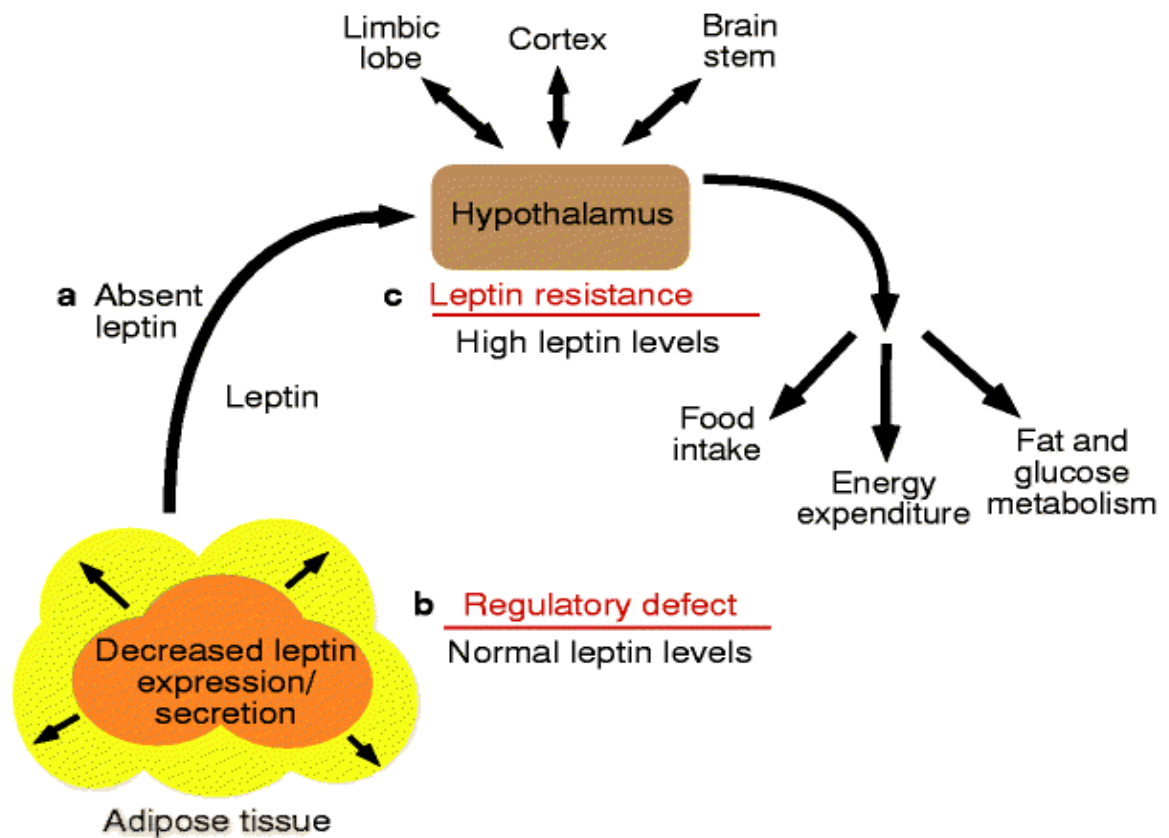 Limbic
lobe
Cortex
Brain
stem
Hypothalamus
a Absent
leptin
c Leptin resistance
High leptin levels
Leptin
Food
intake
Energy
expenditure
Fat and
glucose
metabolism
b Regulatory defect
Normal leptin levels
Decreased leptin
expression/
secretion
Adipose tissue